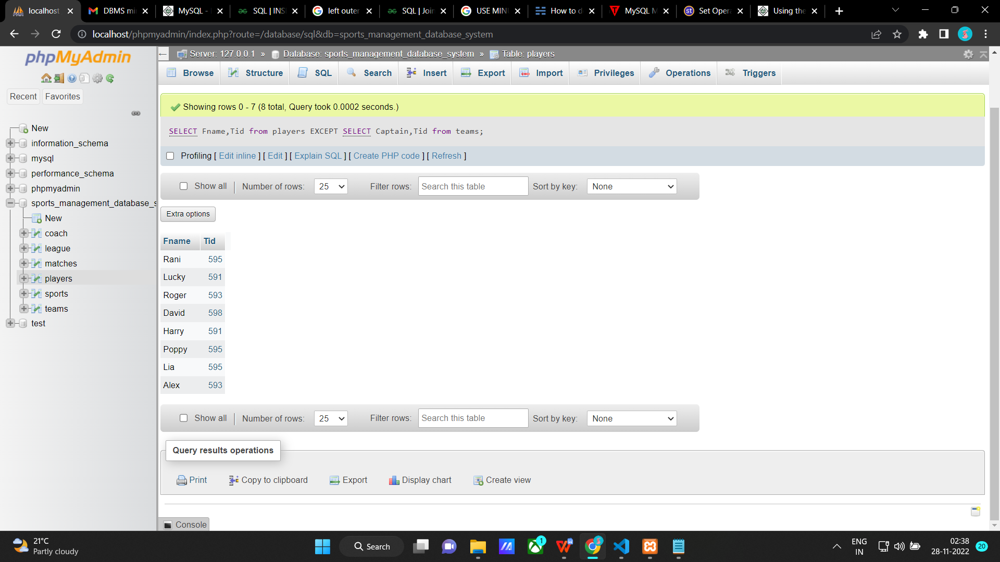 localhost
DBMS mi
MySQL -
SQL | INS
left outer
SQL | Join
USE MINU
How to d
MySQL M
Set Opera
Using the
localhost/phpmyadmin/index.php?route=/database/sql&db=sports_management_database_system
phpMyAdmin
Recent
Favorites
New
information_schema
mysql
performance_schema
phpmyadmin
sports_management_database_s
New
coach
league
matches
players
sports
teams
test
Server: 127.0.0.1 » Database: sports_management_database_system » Table: players
Browse Structure SQL Search Insert Export Import Privileges Operations Triggers
Showing rows 0 - 7 (8 total, Query took 0.0002 seconds.)
SELECT Fname,Tid from players EXCEPT SELECT Captain,Tid from teams;
Profiling [ Edit inline ] [ Edit ] [ Explain SQL ] [ Create PHP code ] [ Refresh ]
Show all Number of rows: 25 Filter rows: Search this table Sort by key: None
Extra options
Fname Tid
Rani 595
Lucky 591
Roger 593
David 598
Harry 591
Poppy 595
Lia 595
Alex 593
Show all Number of rows: 25 Filter rows: Search this table Sort by key: None
Query results operations
Print Copy to clipboard Export Display chart Create view
Console
21°C
Partly cloudy
Search
1
ENG
IN
02:38
28-11-2022
20